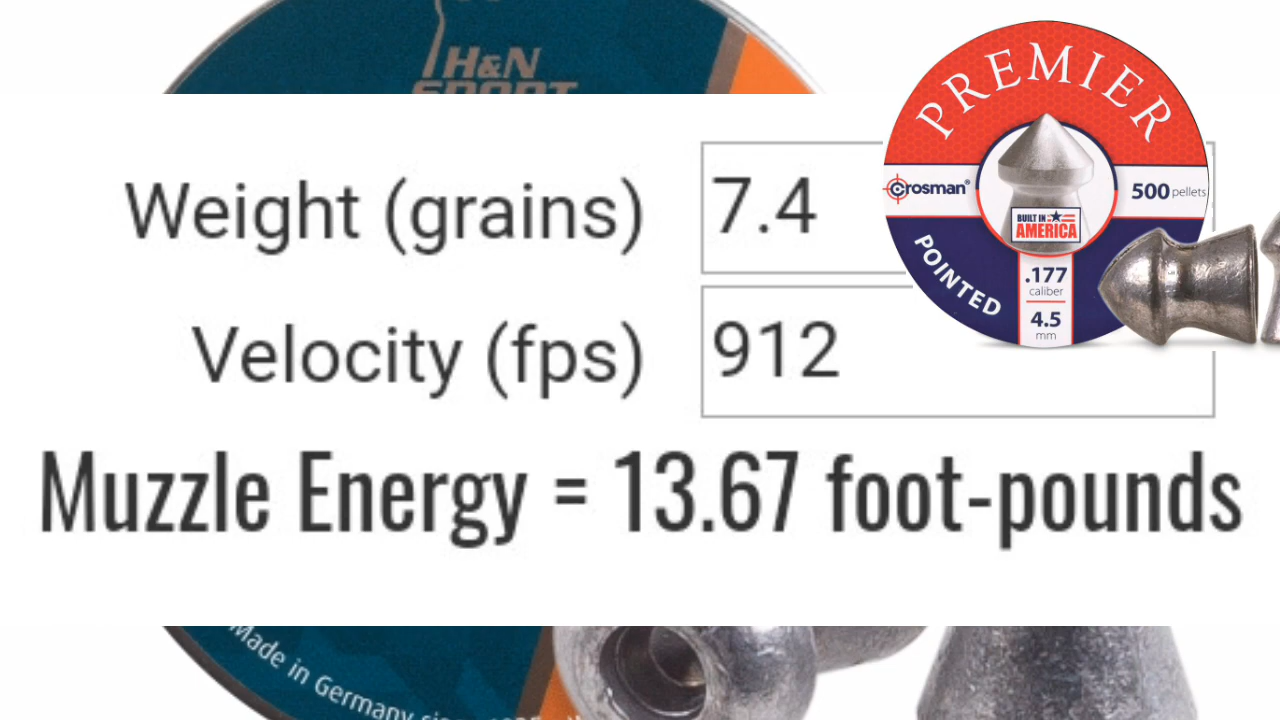 H&N
SPORT
PREMIER
Crosman®
500 pellets
BUILT IN
AMERICA
POINTED
.177
caliber
4.5
mm
Weight (grains) 7.4
Velocity (fps) 912
Muzzle Energy = 13.67 foot-pounds
Made in Germany